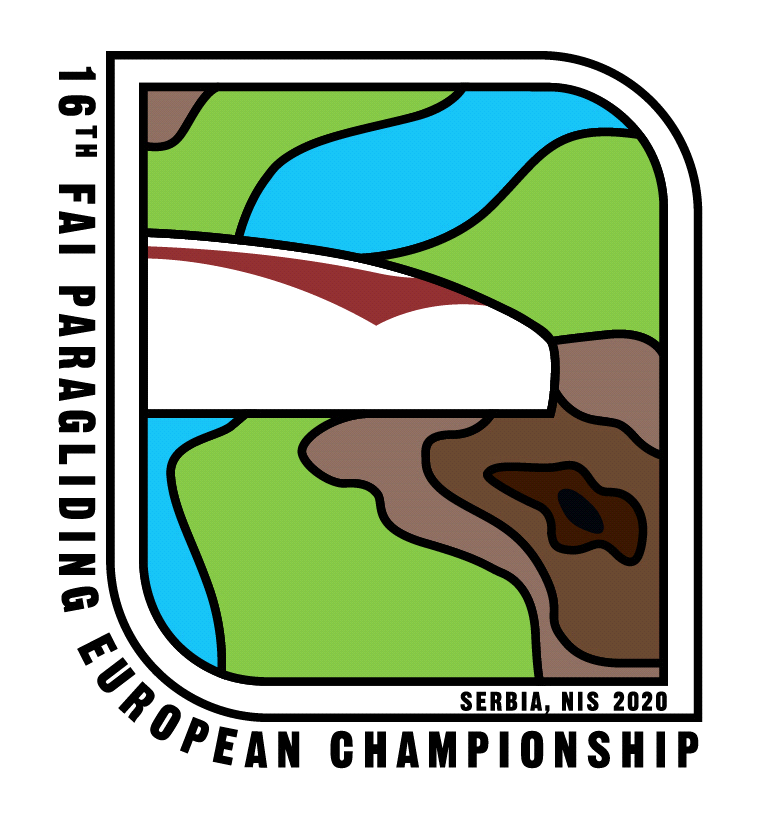 16TH FAI PARAGLIDING EUROPEAN CHAMPIONSHIP
SERBIA, NIS 2020